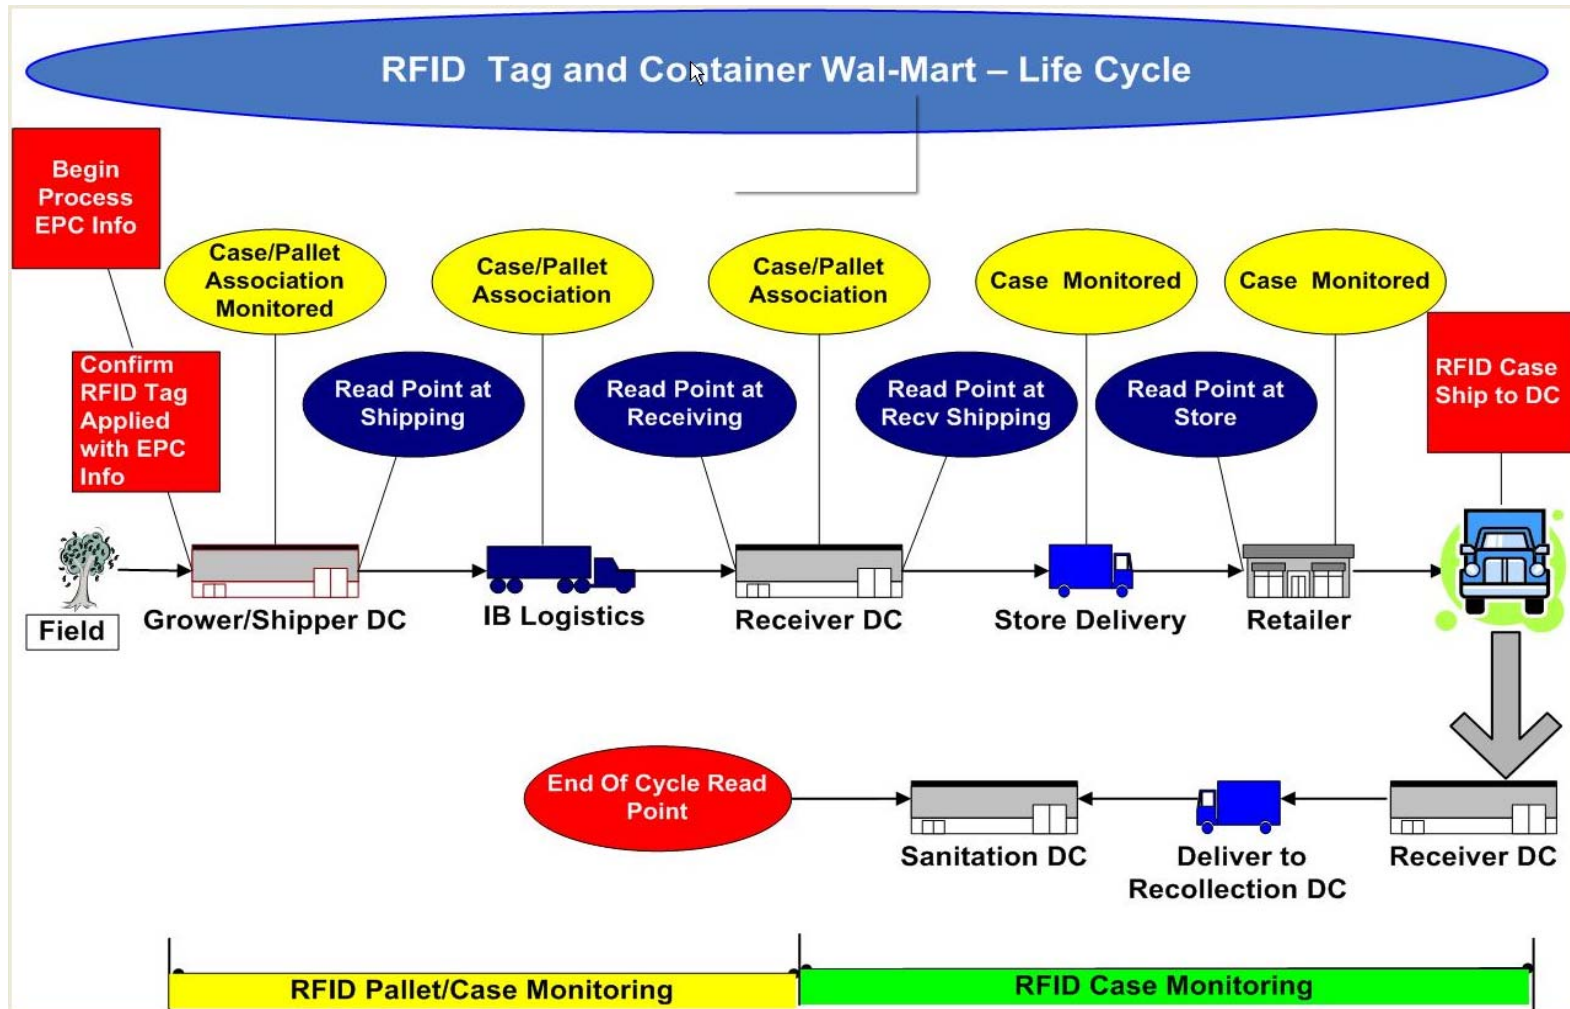 RFID Tag and Container Wal-Mart – Life Cycle
Begin
Process
EPC Info
Case/Pallet
Association
Monitored
Case/Pallet
Association
Case/Pallet
Association
Case Monitored
Case Monitored
Confirm
RFID Tag
Applied
with EPC
Info
Read Point at
Shipping
Read Point at
Receiving
Read Point at
Recv Shipping
Read Point at
Store
RFID Case
Ship to DC
Field
Grower/Shipper DC
IB Logistics
Receiver DC
Store Delivery
Retailer
End Of Cycle Read
Point
Sanitation DC
Deliver to
Recollection DC
Receiver DC
RFID Pallet/Case Monitoring
RFID Case Monitoring